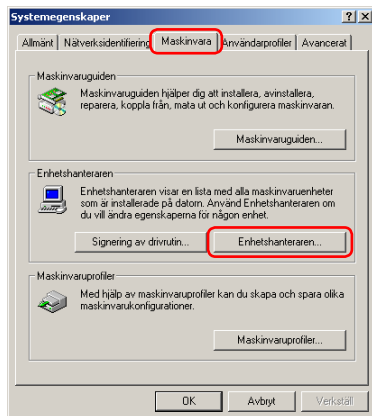 Systemegenskaper
Allmänt Nätverksidentifiering Maskinvara Användarprofiler Avancerat
Maskinvaruguiden
Maskinvaruguiden hjälper dig att installera, avinstallera,
reparera, koppla från, mata ut och konfigurera maskinvaran.
Maskinvaruguiden...
Enhetshanteraren
Enhetshanteraren visar en lista med alla maskinvaruenheter
som är installerade på datorn. Använd Enhetshanteraren om
du vill ändra egenskaperna för någon enhet.
Signering av drivrutin... Enhetshanteraren...
Maskinvaruprofiler
Med hjälp av maskinvaruprofiler kan du skapa och spara olika
maskinvarukonfigurationer.
Maskinvaruprofiler...
OK Avbryt Verkställ